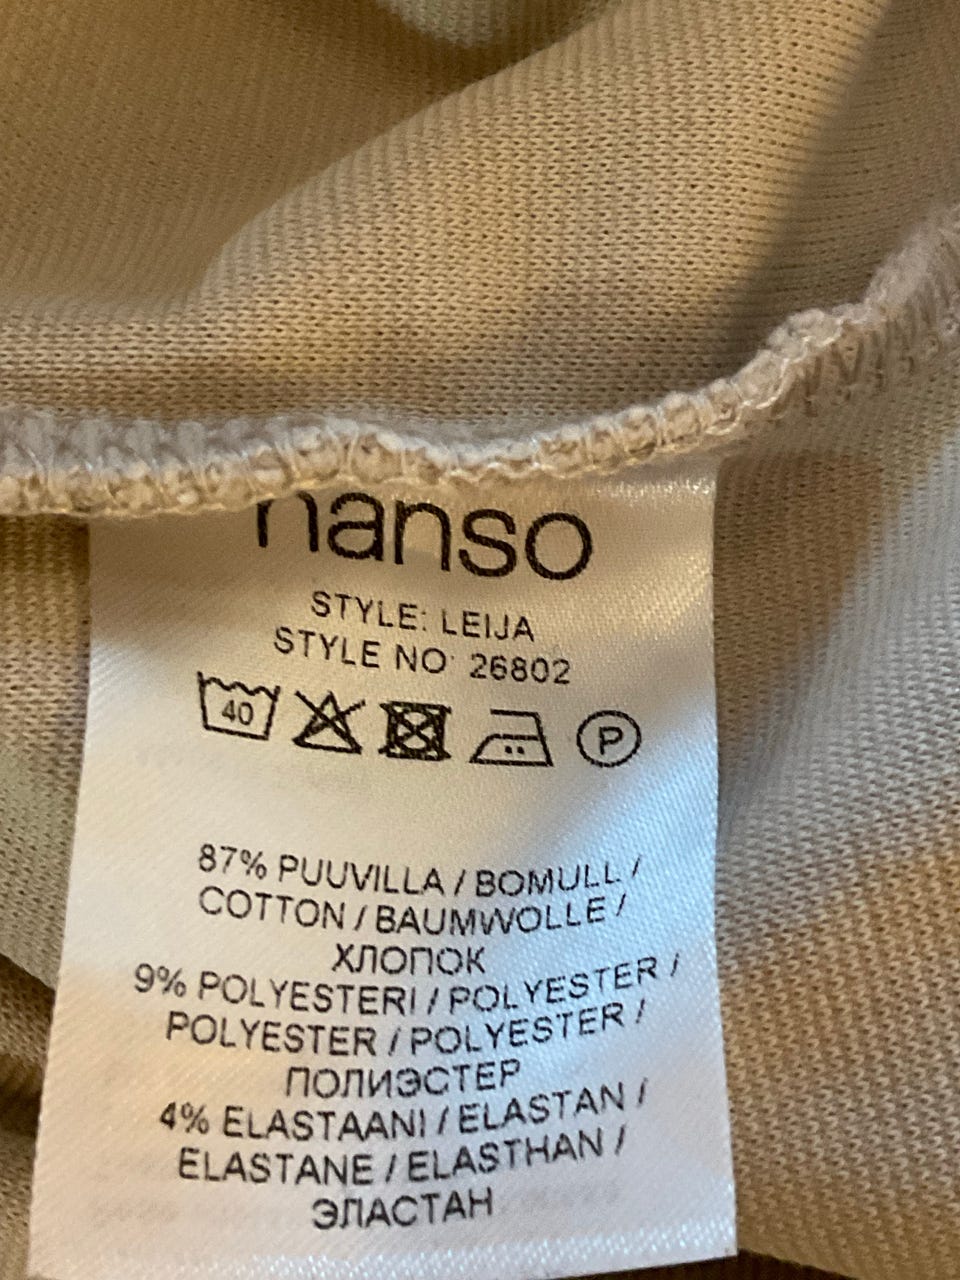 nanso
STYLE: LEIJA
STYLE NO: 26802
40
P
87% PUUVILLA / BOMULL /
COTTON / BAUMWOLLE /
ХЛОПОК
9% POLYESTERI / POLYESTER /
POLYESTER / POLYESTER /
ПОЛИЭСТЕР
4% ELASTAANI / ELASTAN /
ELASTANE / ELASTHAN /
ЭЛАСТАН